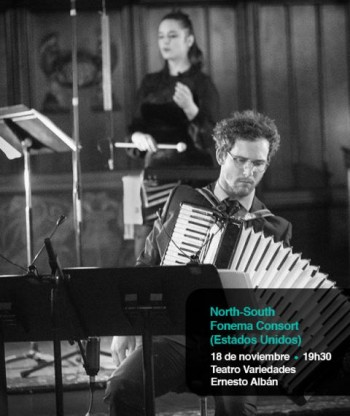 North-South
Fonema Consort
(Estados Unidos)
18 de noviembre • 19h30
Teatro Variedades
Ernesto Albán